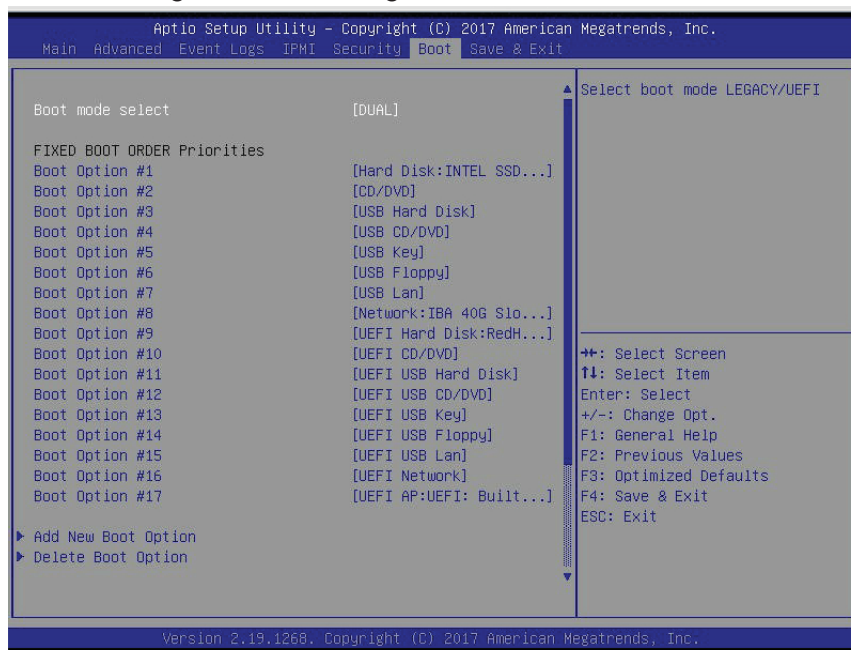 Aptio Setup Utility – Copyright (C) 2017 American Megatrends, Inc.
Main Advanced Event Logs IPMI Security Boot Save & Exit
Boot mode select [DUAL]
FIXED BOOT ORDER Priorities
Boot Option #1 [Hard Disk:INTEL SSD...]
Boot Option #2 [CD/DVD]
Boot Option #3 [USB Hard Disk]
Boot Option #4 [USB CD/DVD]
Boot Option #5 [USB Key]
Boot Option #6 [USB Floppy]
Boot Option #7 [USB Lan]
Boot Option #8 [Network:IBA 40G Slo...]
Boot Option #9 [UEFI Hard Disk:RedH...]
Boot Option #10 [UEFI CD/DVD]
Boot Option #11 [UEFI USB Hard Disk]
Boot Option #12 [UEFI USB CD/DVD]
Boot Option #13 [UEFI USB Key]
Boot Option #14 [UEFI USB Floppy]
Boot Option #15 [UEFI USB Lan]
Boot Option #16 [UEFI Network]
Boot Option #17 [UEFI AP:UEFI: Built...]
Add New Boot Option
Delete Boot Option
Select boot mode LEGACY/UEFI
→←: Select Screen
↑↓: Select Item
Enter: Select
+/-: Change Opt.
F1: General Help
F2: Previous Values
F3: Optimized Defaults
F4: Save & Exit
ESC: Exit
Version 2.19.1268. Copyright (C) 2017 American Megatrends, Inc.